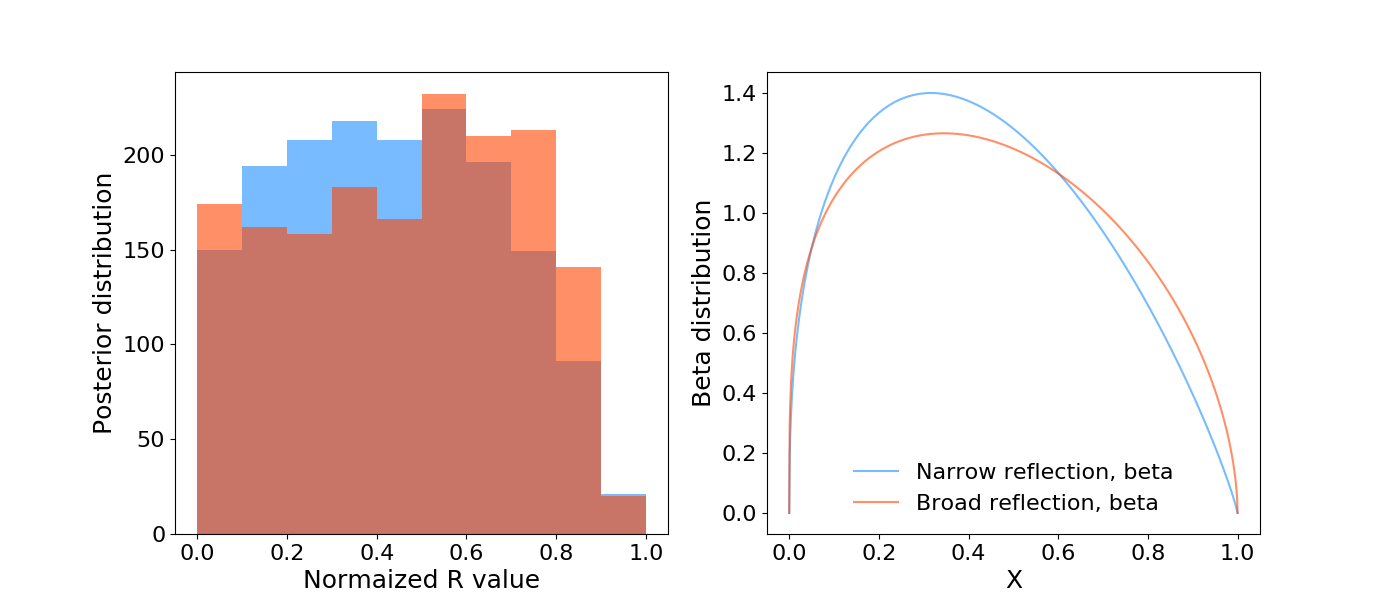 Posterior distribution
200
150
100
50
0
0.0 0.2 0.4 0.6 0.8 1.0
Normaized R value
Beta distribution
1.4
1.2
1.0
0.8
0.6
0.4
0.2
0.0
Narrow reflection, beta
Broad reflection, beta
0.0 0.2 0.4 0.6 0.8 1.0
X